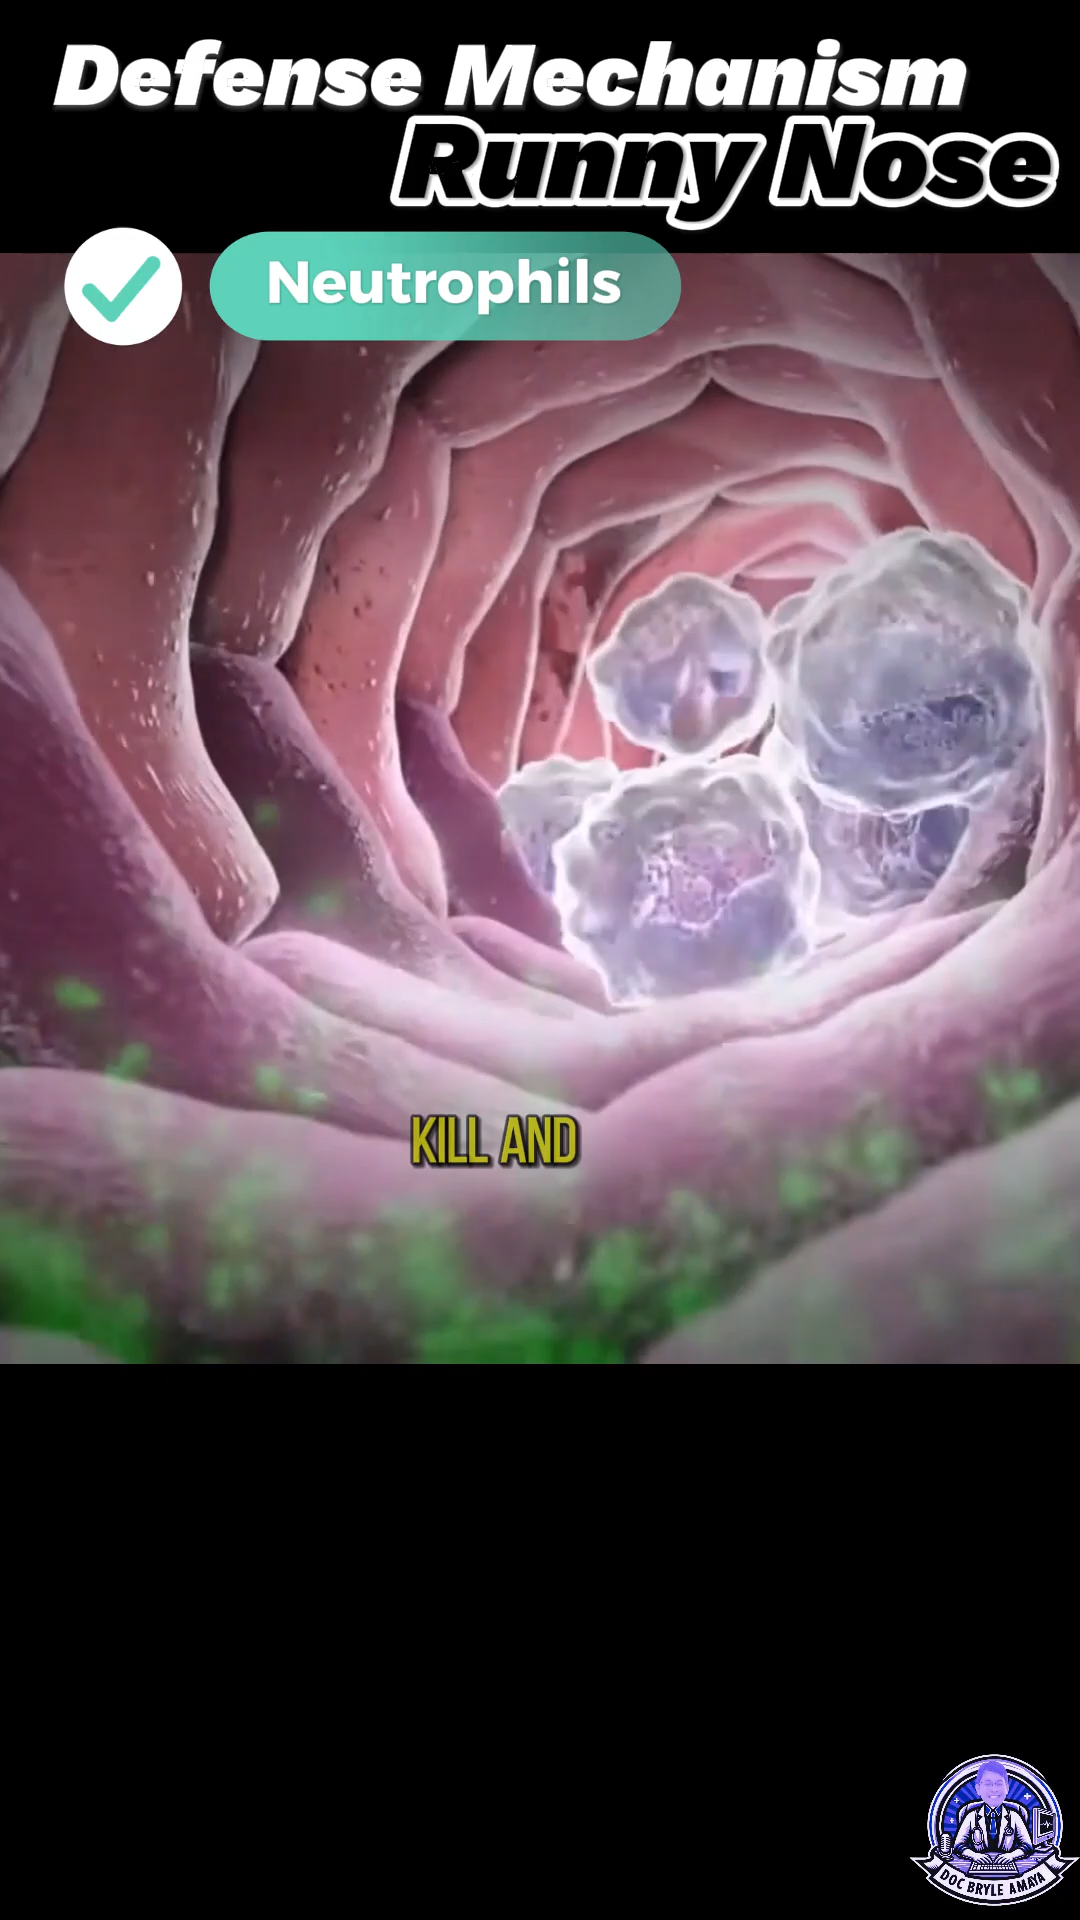 Defense Mechanism
Runny Nose
Neutrophils
KILL AND
DOC BRYLE AMAYA